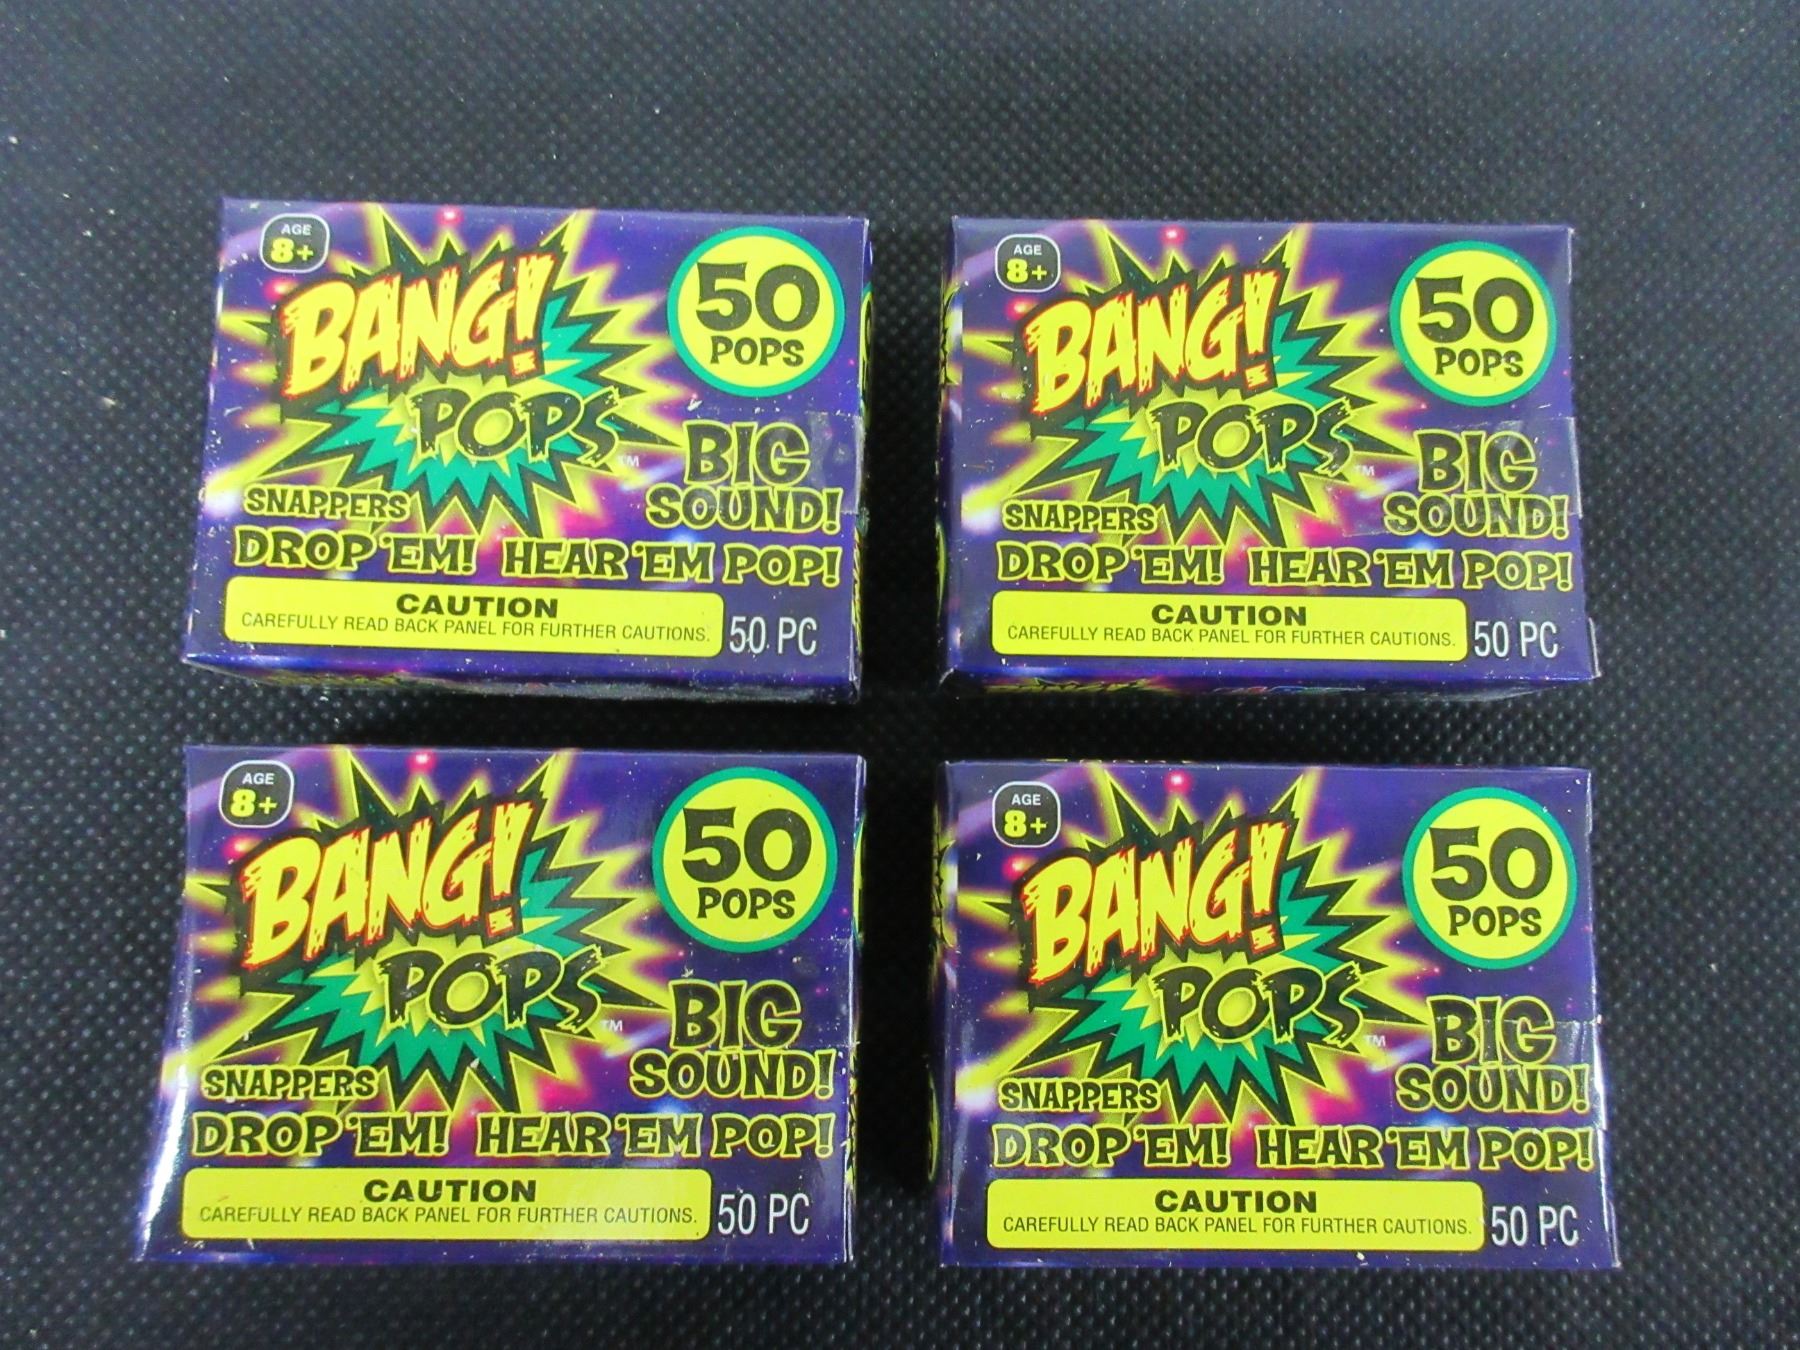 AGE
8+
BANG!
POPS
TM
50
POPS
BIG
SOUND!
SNAPPERS
DROP 'EM! HEAR 'EM POP!
CAUTION
CAREFULLY READ BACK PANEL FOR FURTHER CAUTIONS.
50 PC
AGE
8+
BANG!
POPS
TM
50
POPS
BIG
SOUND!
SNAPPERS
DROP 'EM! HEAR 'EM POP!
CAUTION
CAREFULLY READ BACK PANEL FOR FURTHER CAUTIONS.
50 PC
AGE
8+
BANG!
POPS
TM
50
POPS
BIG
SOUND!
SNAPPERS
DROP 'EM! HEAR 'EM POP!
CAUTION
CAREFULLY READ BACK PANEL FOR FURTHER CAUTIONS.
50 PC
AGE
8+
BANG!
POPS
TM
50
POPS
BIG
SOUND!
SNAPPERS
DROP 'EM! HEAR 'EM POP!
CAUTION
CAREFULLY READ BACK PANEL FOR FURTHER CAUTIONS.
50 PC